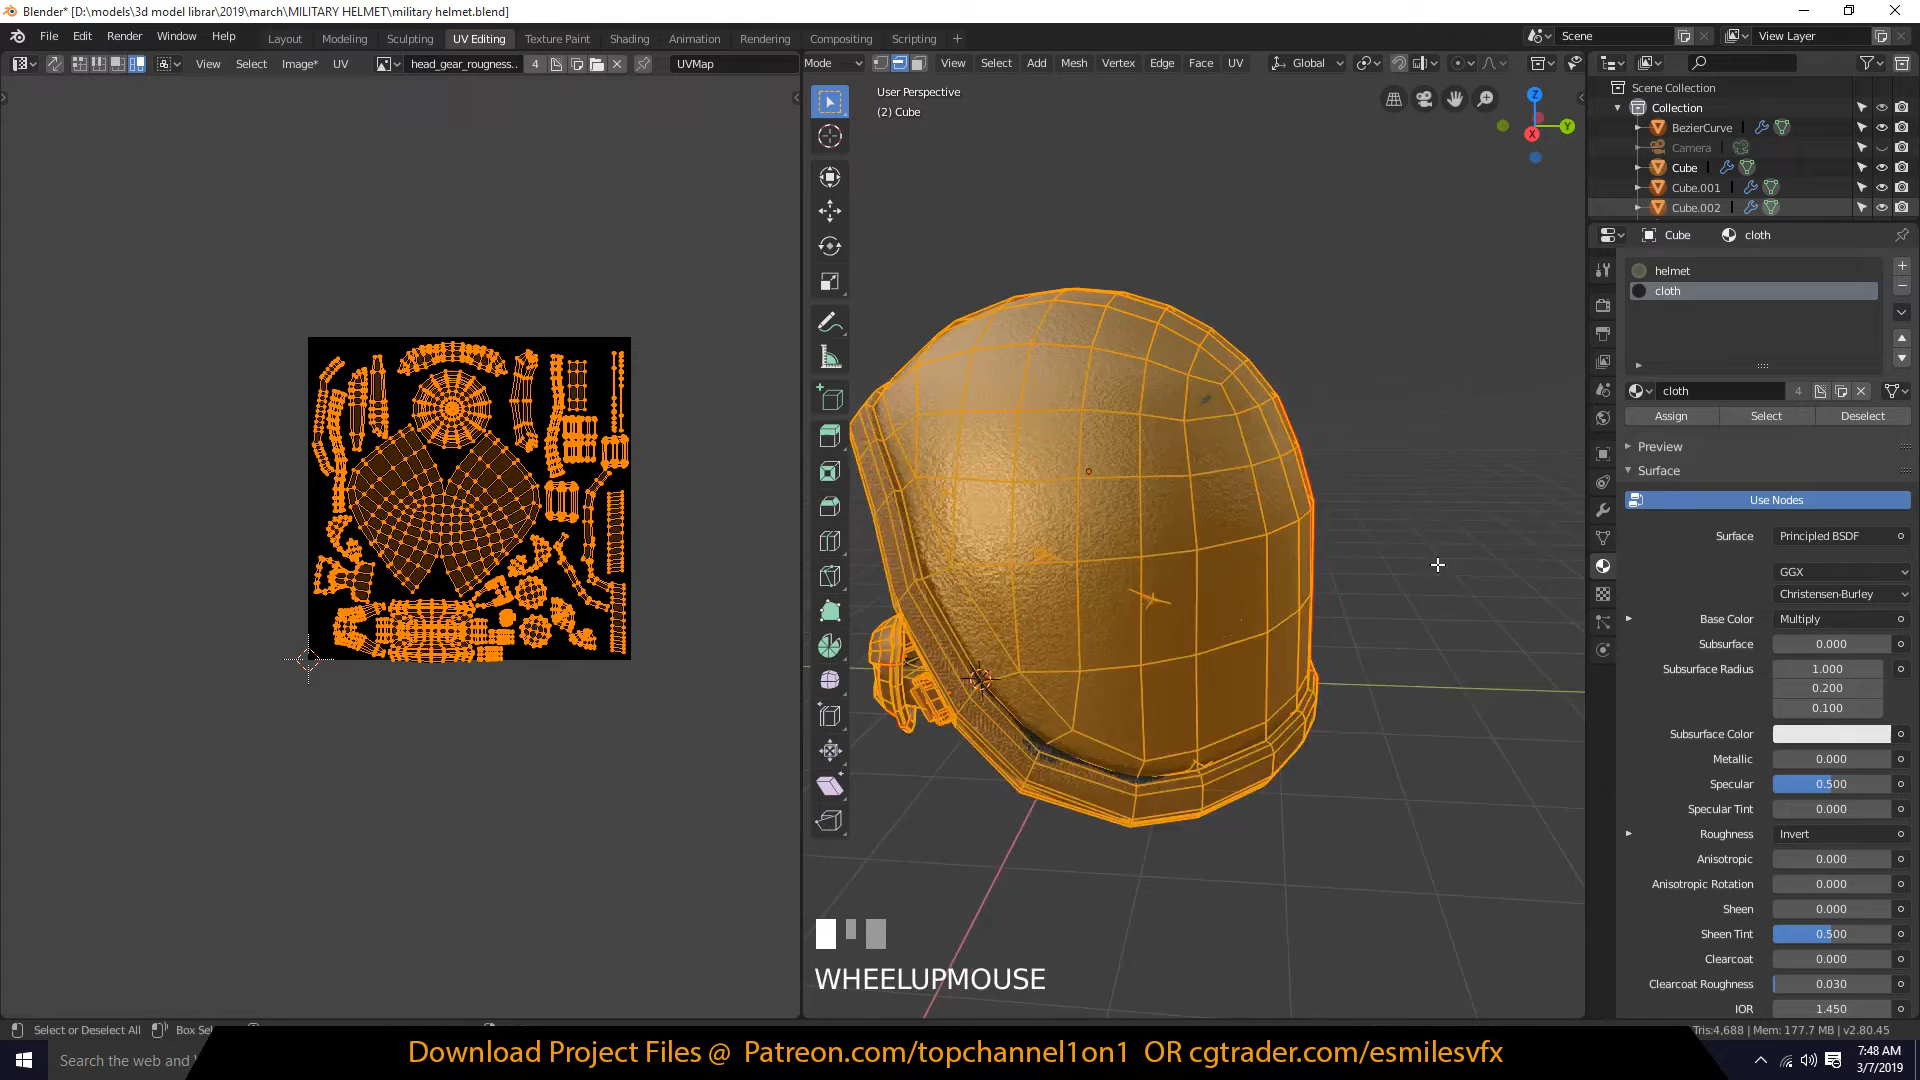 Blender* [D:\models\3d model librar\2019\march\MILITARY HELMET\military helmet.blend]
File Edit Render Window Help Layout Modeling Sculpting UV Editing Texture Paint Shading Animation Rendering Compositing Scripting + Scene View Layer
View Select Image* UV head_gear_rougness.. 4 UVMap Mode View Select Add Mesh Vertex Edge Face UV Global
User Perspective
(2) Cube
Z
Y
X
Scene Collection
Collection
BezierCurve
Camera
Cube
Cube.001
Cube.002
Cube cloth
helmet
cloth
cloth 4
Assign Select Deselect
Preview
Surface
Use Nodes
Surface Principled BSDF
GGX
Christensen-Burley
Base Color Multiply
Subsurface 0.000
Subsurface Radius 1.000
0.200
0.100
Subsurface Color
Metallic 0.000
Specular 0.500
Specular Tint 0.000
Roughness Invert
Anisotropic 0.000
Anisotropic Rotation 0.000
Sheen 0.000
Sheen Tint 0.500
Clearcoat 0.000
Clearcoat Roughness 0.030
IOR 1.450
WHEELUPMOUSE
Select or Deselect All Box Sel
Tris:4,688 | Mem: 177.7 MB | v2.80.45
Download Project Files @ Patreon.com/topchannel1on1 OR cgtrader.com/esmilesvfx
Search the web and
7:48 AM
3/7/2019